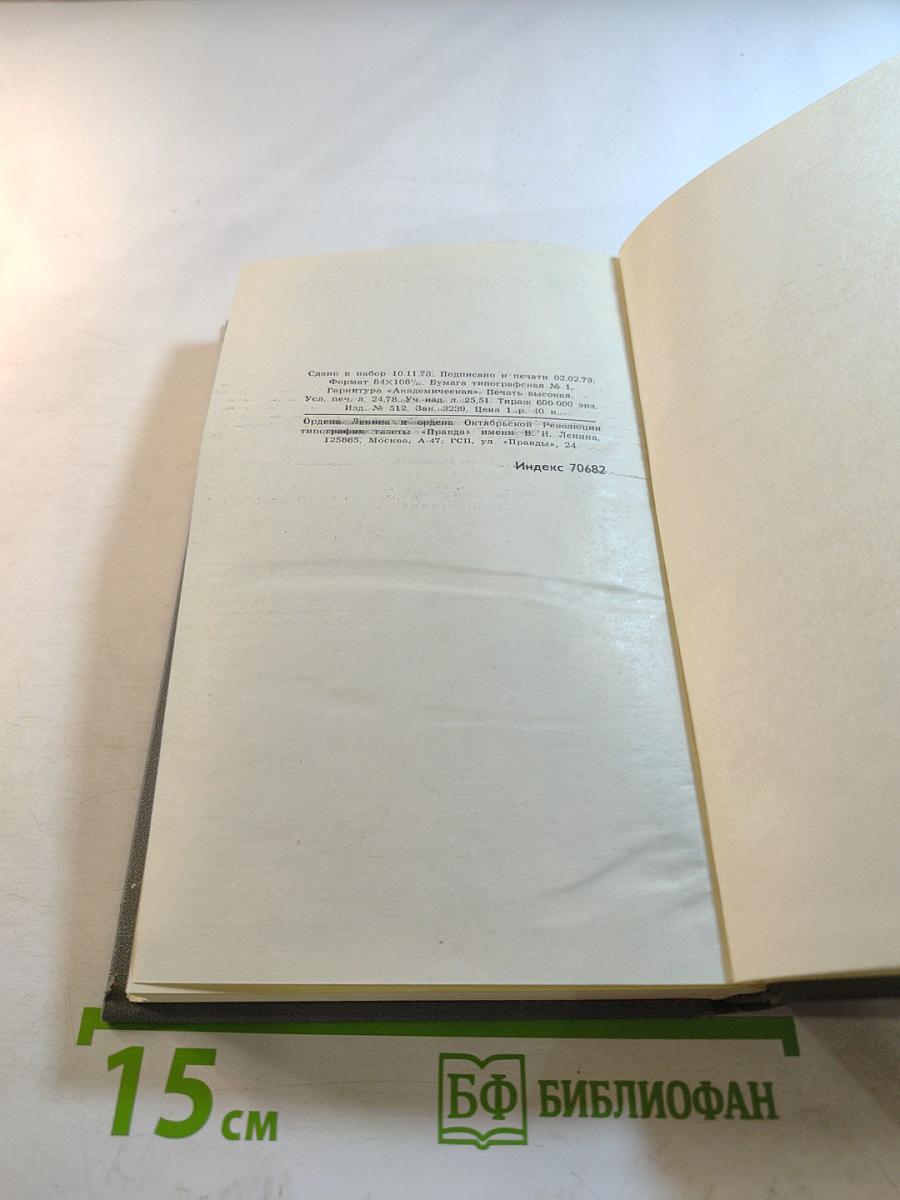 Сдано в набор 10.11.78. Подписано к печати 02.02.79.
Формат 84×108¹/₃₂. Бумага типографская № 1.
Гарнитура «Академическая». Печать высокая.
Усл. печ. л. 24,78. Уч.-изд. л. 25,51. Тираж 600 000 экз.
Изд. № 512. Зак. 3239. Цена 1 р. 40 к.
Ордена Ленина и ордена Октябрьской Революции
типография газеты «Правда» имени В. И. Ленина,
125865, Москва, А-47, ГСП, ул. «Правды», 24.
Индекс 70682
15 см
БФ БИБЛИОФАН